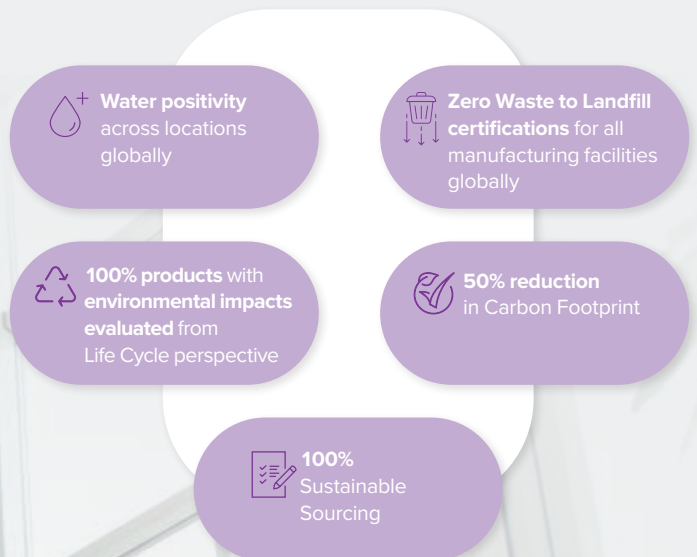 Water positivity
across locations
globally
Zero Waste to Landfill
certifications for all
manufacturing facilities
globally
100% products with
environmental impacts
evaluated from
Life Cycle perspective
50% reduction
in Carbon Footprint
100%
Sustainable
Sourcing